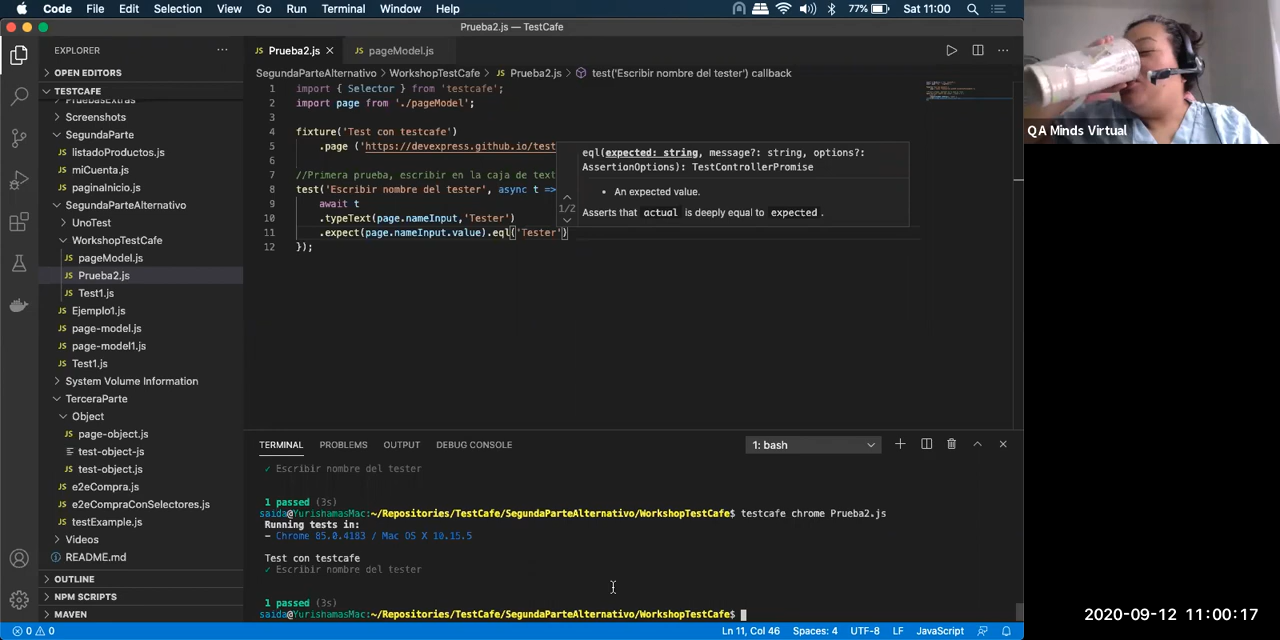 Code File Edit Selection View Go Run Terminal Window Help 77% Sat 11:00
Prueba2.js — TestCafe
EXPLORER
Prueba2.js
pageModel.js
OPEN EDITORS
SegundaParteAlternativo > WorkshopTestCafe > Prueba2.js > test('Escribir nombre del tester') callback
TESTCAFE
PruebasExtras
Screenshots
SegundaParte
listadoProductos.js
miCuenta.js
paginaInicio.js
SegundaParteAlternativo
UnoTest
WorkshopTestCafe
pageModel.js
Prueba2.js
Test1.js
Ejemplo1.js
page-model.js
page-model1.js
Test1.js
System Volume Information
TerceraParte
Object
page-object.js
test-object-js
test-object.js
e2eCompra.js
e2eCompraConSelectores.js
testExample.js
Videos
README.md
OUTLINE
NPM SCRIPTS
MAVEN
1 import { Selector } from 'testcafe';
2 import page from './pageModel';
3
4 fixture('Test con testcafe')
5 .page ('https://devexpress.github.io/test
6
7 //Primera prueba, escribir en la caja de text
8 test('Escribir nombre del tester', async t =>
9 await t
10 .typeText(page.nameInput,'Tester')
11 .expect(page.nameInput.value).eql('Tester')
12 });
1/2
eql(expected: string, message?: string, options?:
AssertionOptions): TestControllerPromise
• An expected value.
Asserts that actual is deeply equal to expected.
TERMINAL PROBLEMS OUTPUT DEBUG CONSOLE 1: bash
✓ Escribir nombre del tester
1 passed (3s)
saida@YurishamasMac:~/Repositories/TestCafe/SegundaParteAlternativo/WorkshopTestCafe$ testcafe chrome Prueba2.js
Running tests in:
- Chrome 85.0.4183 / Mac OS X 10.15.5
Test con testcafe
✓ Escribir nombre del tester
1 passed (3s)
saida@YurishamasMac:~/Repositories/TestCafe/SegundaParteAlternativo/WorkshopTestCafe$
0 0 Ln 11, Col 46 Spaces: 4 UTF-8 LF JavaScript
QA Minds Virtual
2020-09-12 11:00:17